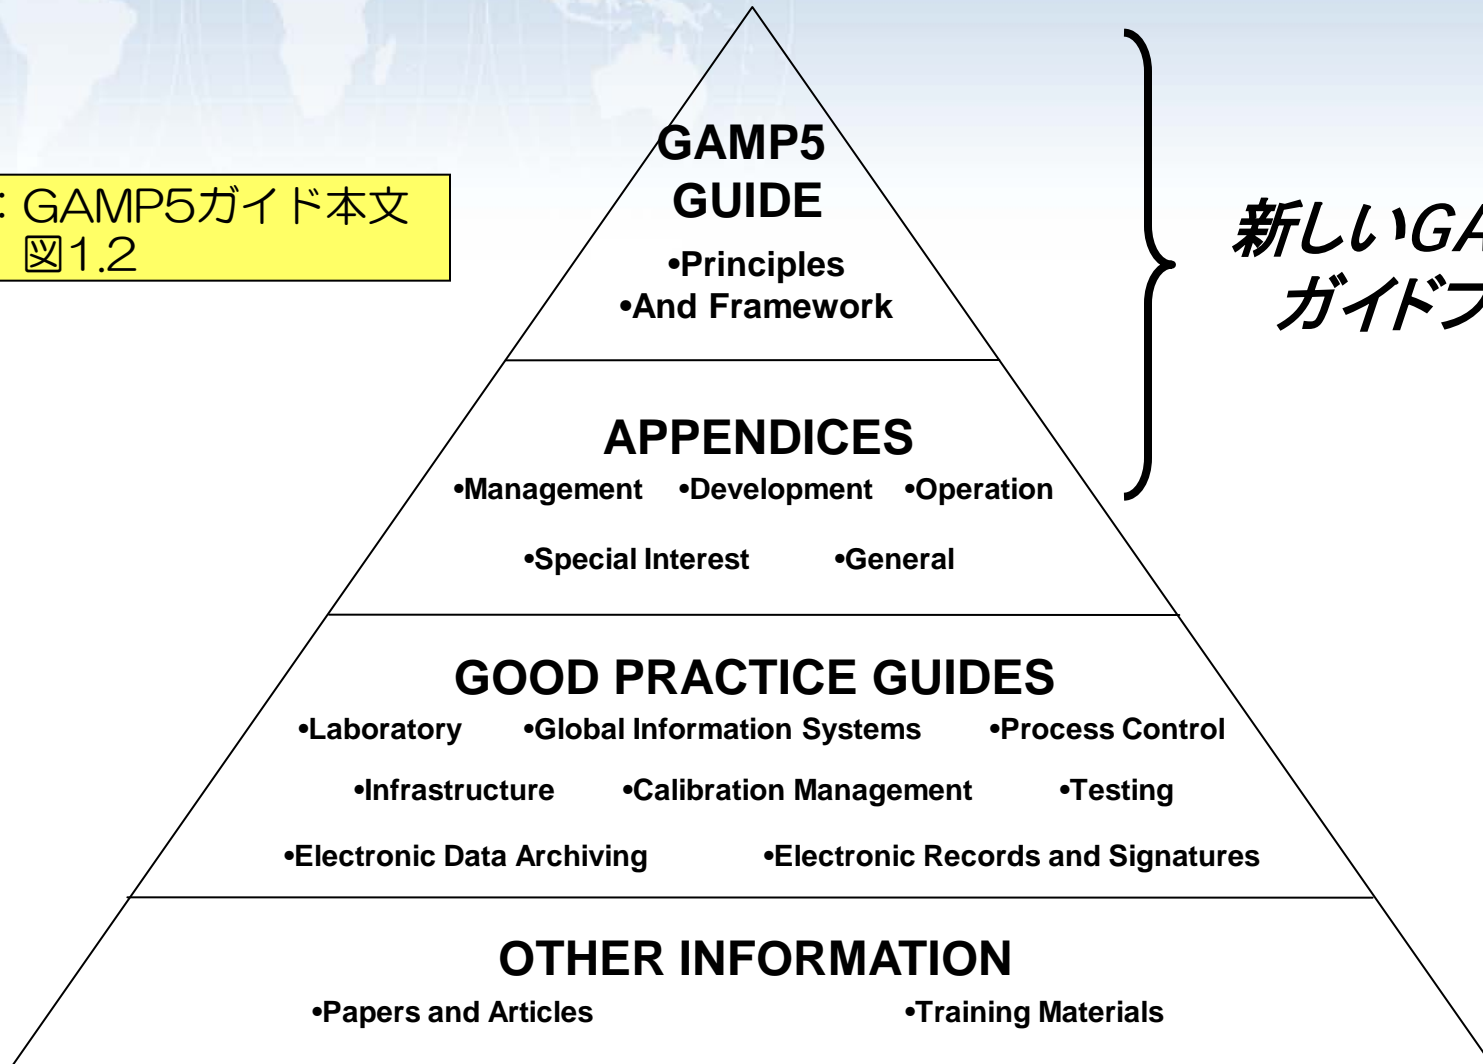 GAMP5
GUIDE
•Principles
•And Framework
: GAMP5ガイド本文
図1.2
新しいGA
ガイドブ
APPENDICES
•Management •Development •Operation
•Special Interest •General
GOOD PRACTICE GUIDES
•Laboratory •Global Information Systems •Process Control
•Infrastructure •Calibration Management •Testing
•Electronic Data Archiving •Electronic Records and Signatures
OTHER INFORMATION
•Papers and Articles •Training Materials